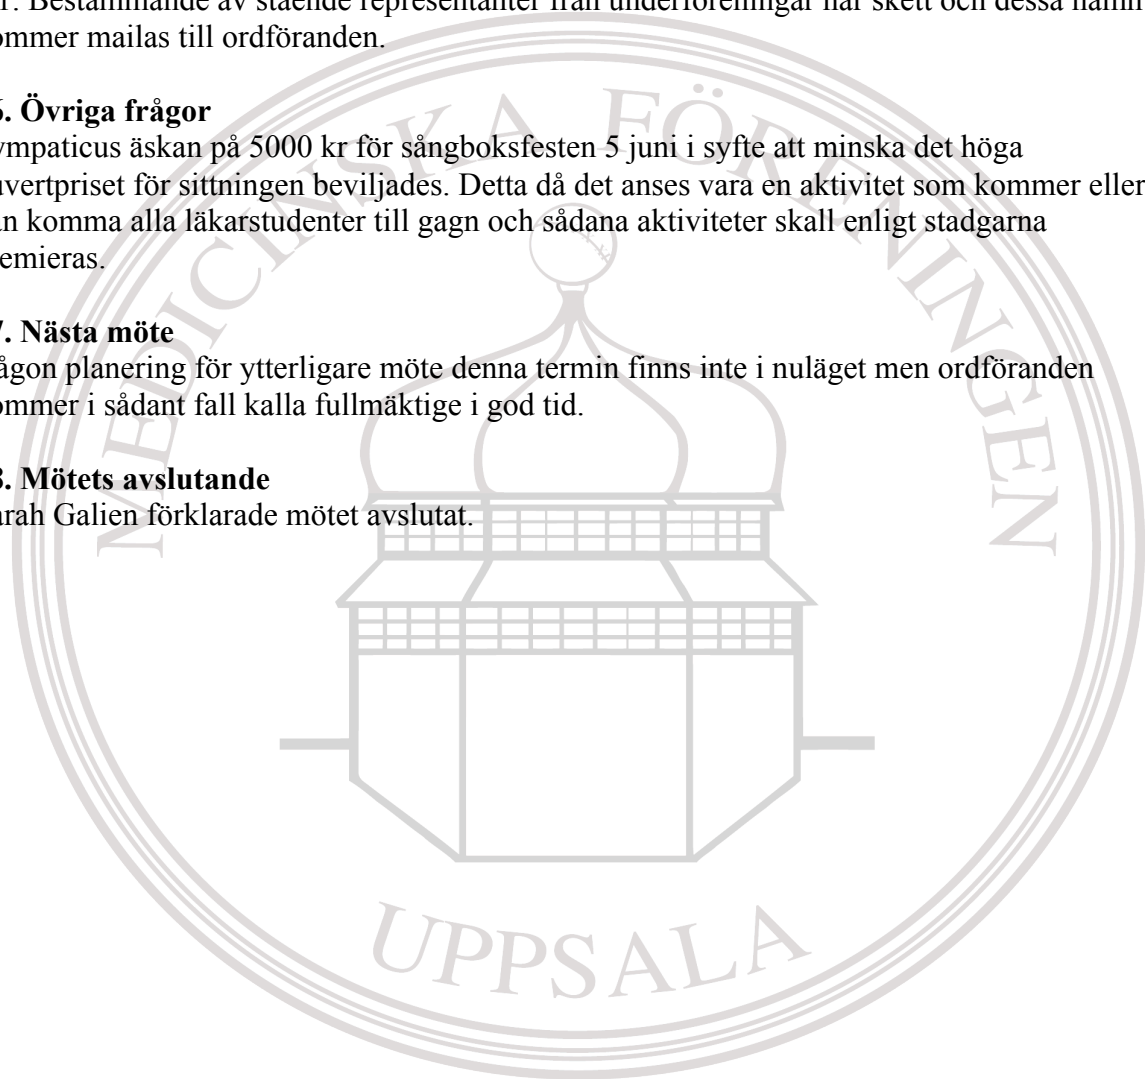 Bestämmande av stående representanter från underföreningar har skett och dessa namn
ommer mailas till ordföranden.
6. Övriga frågor
ympaticus äskan på 5000 kr för sångboksfesten 5 juni i syfte att minska det höga
uvertpriset för sittningen beviljades. Detta då det anses vara en aktivitet som kommer eller
an komma alla läkarstudenter till gagn och sådana aktiviteter skall enligt stadgarna
remieras.
7. Nästa möte
ågon planering för ytterligare möte denna termin finns inte i nuläget men ordföranden
ommer i sådant fall kalla fullmäktige i god tid.
8. Mötets avslutande
arah Galien förklarade mötet avslutat.
MEDICINSKA FÖRENINGEN
UPPSALA